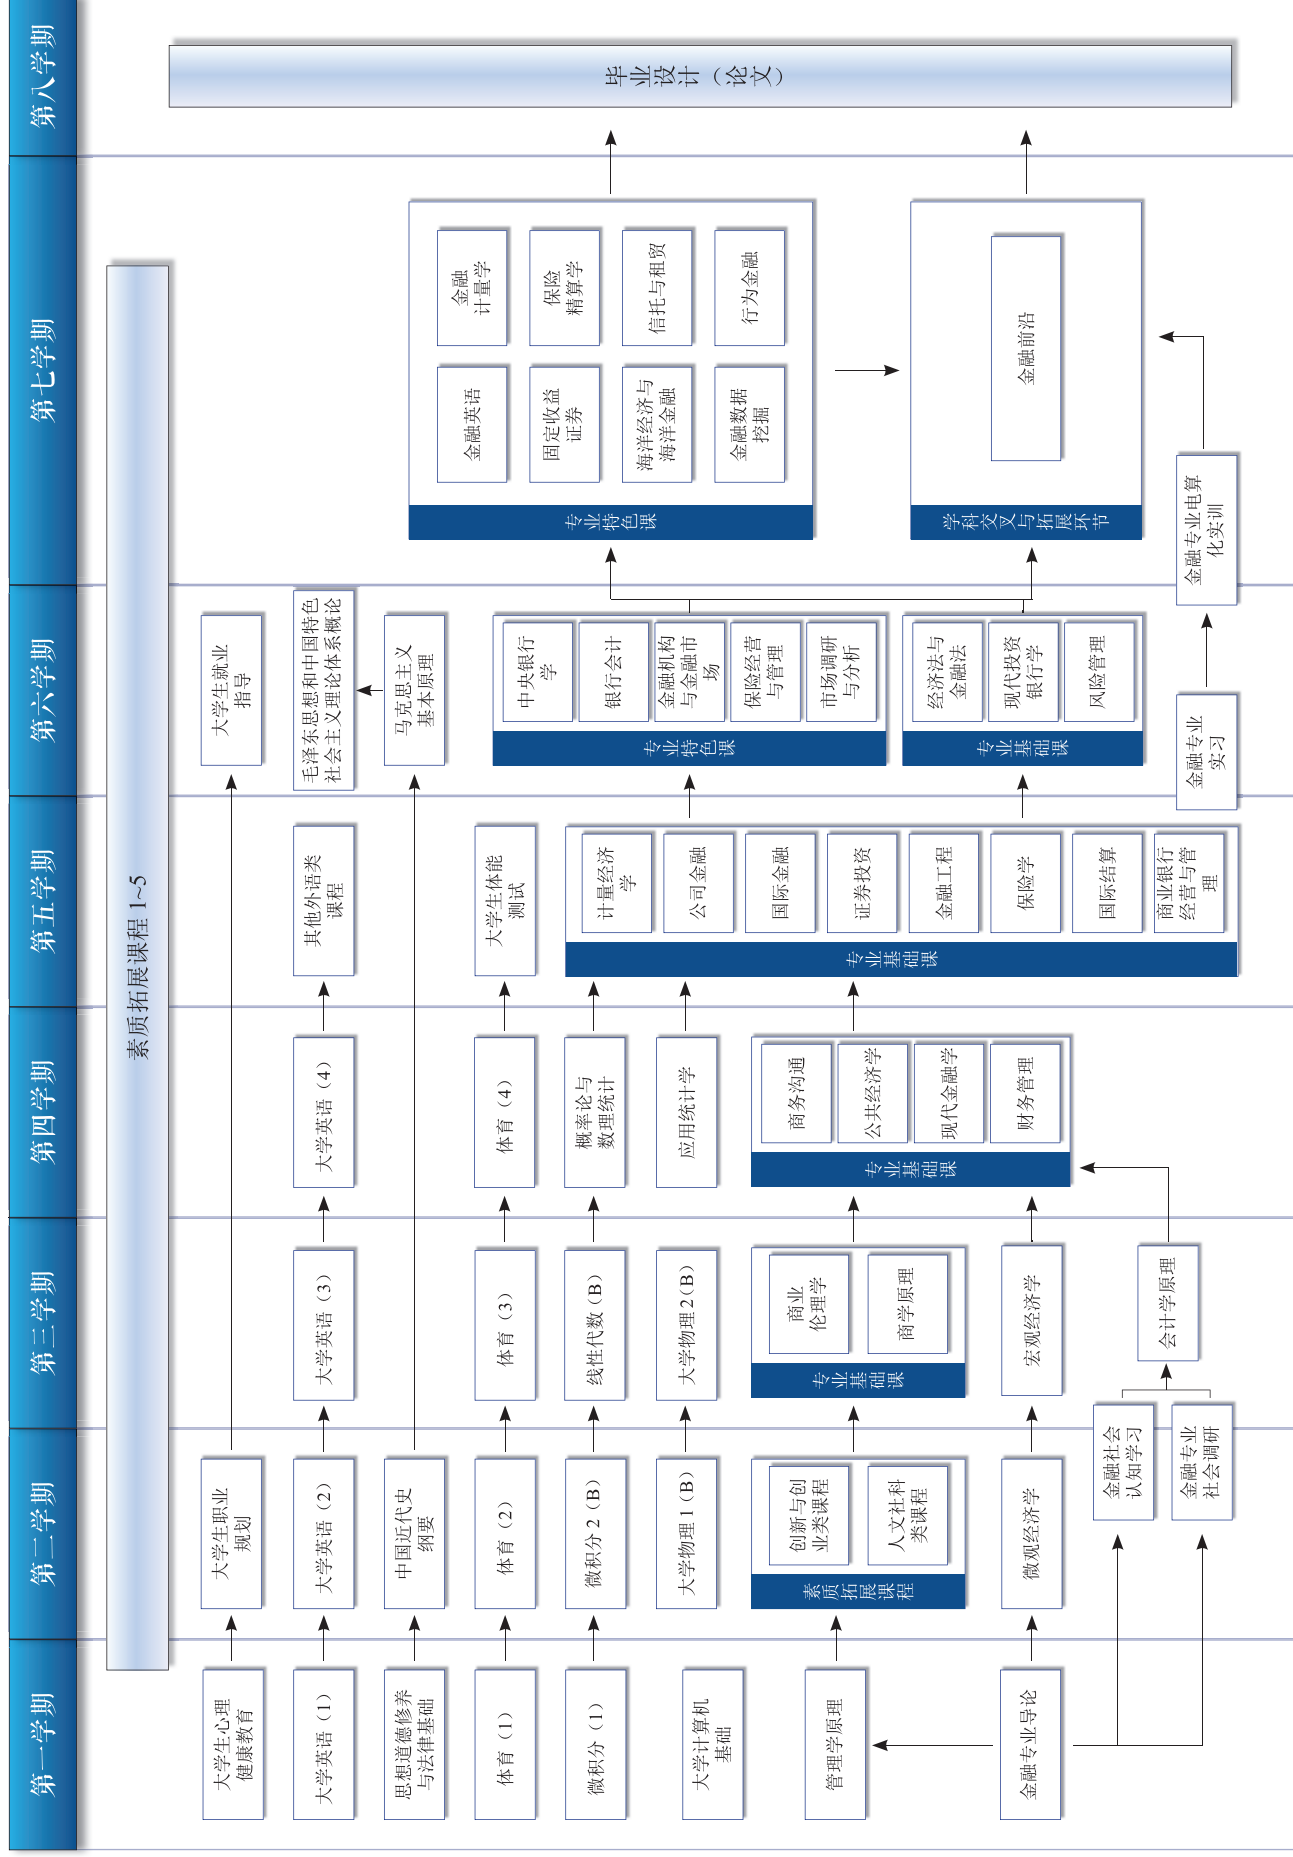 第一学期
第二学期
第三学期
第四学期
第五学期
第六学期
第七学期
第八学期
素质拓展课程 1~5
大学生心理
健康教育
大学生职业
规划
大学生就业
指导
大学英语（1）
大学英语（2）
大学英语（3）
大学英语（4）
其他外语类
课程
毛泽东思想和中国特色
社会主义理论体系概论
思想道德修养
与法律基础
中国近代史
纲要
马克思主义
基本原理
体育（1）
体育（2）
体育（3）
体育（4）
大学生体能
测试
微积分（1）
微积分 2（B）
线性代数（B）
概率论与
数理统计
大学计算机
基础
大学物理 1（B）
大学物理 2（B）
应用统计学
管理学原理
素质
拓展课程
创新与创
业类课程
人文社科
类课程
专业基础课
商业
伦理学
商学原理
专业基础课
商务沟通
公共经济学
现代金融学
财务管理
专业基础课
计量经济
学
公司金融
国际金融
证券投资
金融工程
保险学
国际结算
商业银行
经营与管
理
专业特色课
中央银行
学
银行会计
金融机构
与金融市
场
保险经营
与管理
市场调研
与分析
专业基础课
经济法与
金融法
现代投资
银行学
风险管理
专业特色课
金融英语
金融
计量学
固定收益
证券
保险
精算学
海洋经济与
海洋金融
信托与租贸
金融数据
挖掘
行为金融
学科交叉与拓展环节
金融前沿
金融专业导论
微观经济学
宏观经济学
金融社会
认知学习
金融专业
社会调研
会计学原理
金融专业
实习
金融专业电算
化实训
毕业设计（论文）